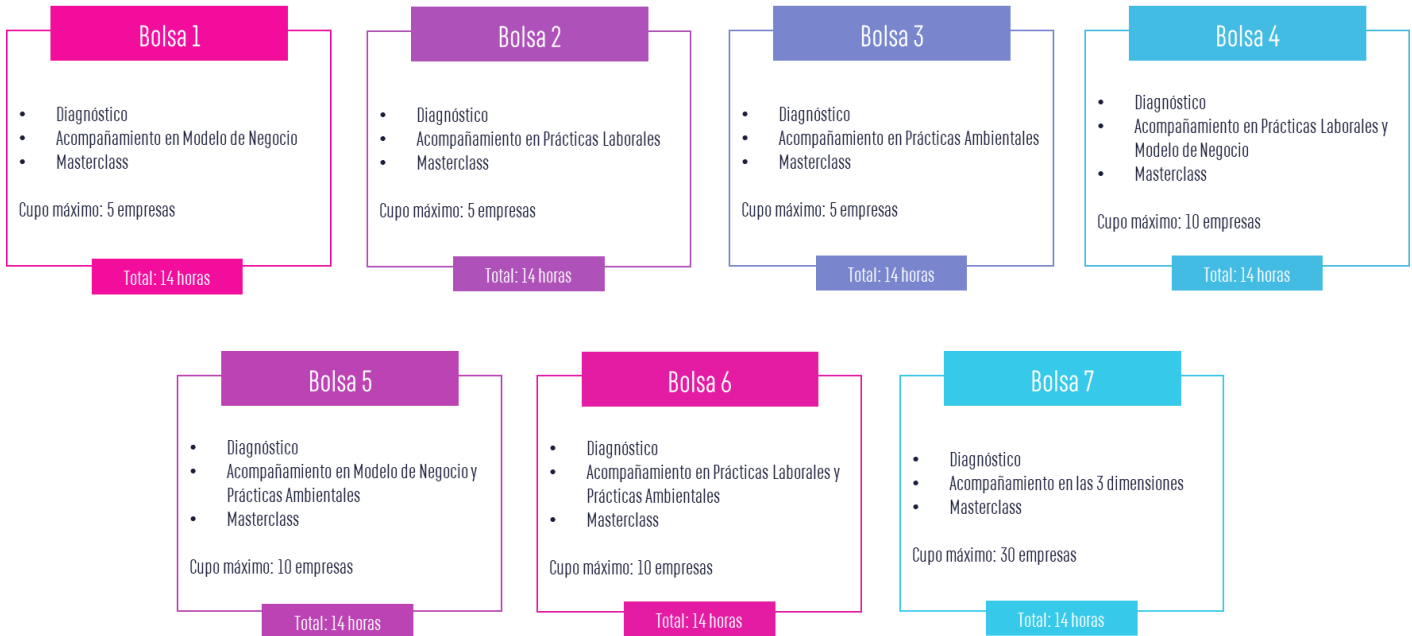 Bolsa 1
• Diagnóstico
• Acompañamiento en Modelo de Negocio
• Masterclass
Cupo máximo: 5 empresas
Total: 14 horas
Bolsa 2
• Diagnóstico
• Acompañamiento en Prácticas Laborales
• Masterclass
Cupo máximo: 5 empresas
Total: 14 horas
Bolsa 3
• Diagnóstico
• Acompañamiento en Prácticas Ambientales
• Masterclass
Cupo máximo: 5 empresas
Total: 14 horas
Bolsa 4
• Diagnóstico
• Acompañamiento en Prácticas Laborales y
Modelo de Negocio
• Masterclass
Cupo máximo: 10 empresas
Total: 14 horas
Bolsa 5
• Diagnóstico
• Acompañamiento en Modelo de Negocio y
Prácticas Ambientales
• Masterclass
Cupo máximo: 10 empresas
Total: 14 horas
Bolsa 6
• Diagnóstico
• Acompañamiento en Prácticas Laborales y
Prácticas Ambientales
• Masterclass
Cupo máximo: 10 empresas
Total: 14 horas
Bolsa 7
• Diagnóstico
• Acompañamiento en las 3 dimensiones
• Masterclass
Cupo máximo: 30 empresas
Total: 14 horas